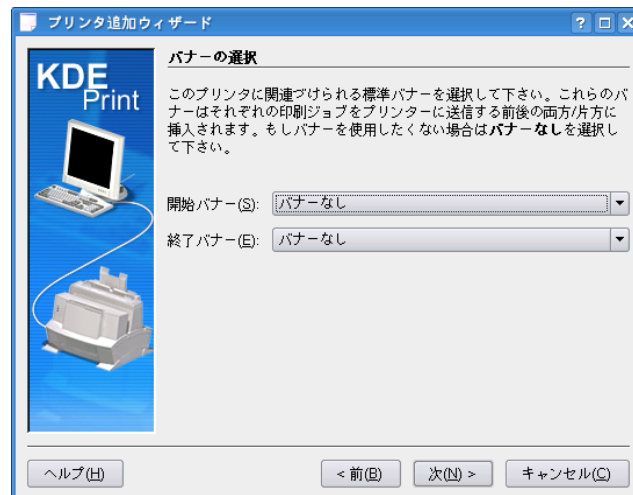 プリンタ追加ウィザード
KDE
Print
バナーの選択
このプリンタに関連づけられる標準バナーを選択して下さい。これらのバ
ナーはそれぞれの印刷ジョブをプリンターに送信する前後の両方/片方に
挿入されます。もしバナーを使用したくない場合はバナーなしを選択し
て下さい。
開始バナー(S): バナーなし
終了バナー(E): バナーなし
ヘルプ(H) < 前(B) 次(N) > キャンセル(C)